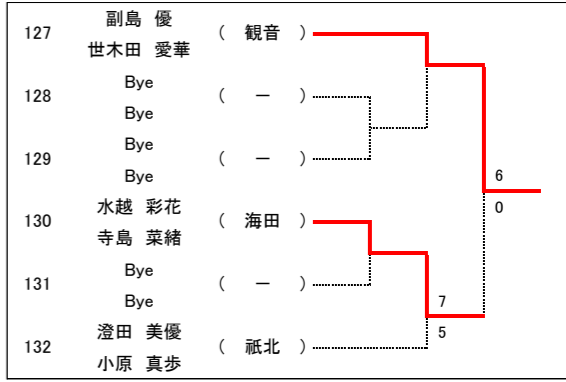 副島 優
127 ( 観音 )
世木田 愛華
Bye
128 ( ー )
Bye
Bye
129 ( ー )
Bye
6
水越 彩花
0
130 ( 海田 )
寺島 菜緒
Bye
131 ( ー )
Bye
7
澄田 美優
5
132 ( 祇北 )
小原 真歩